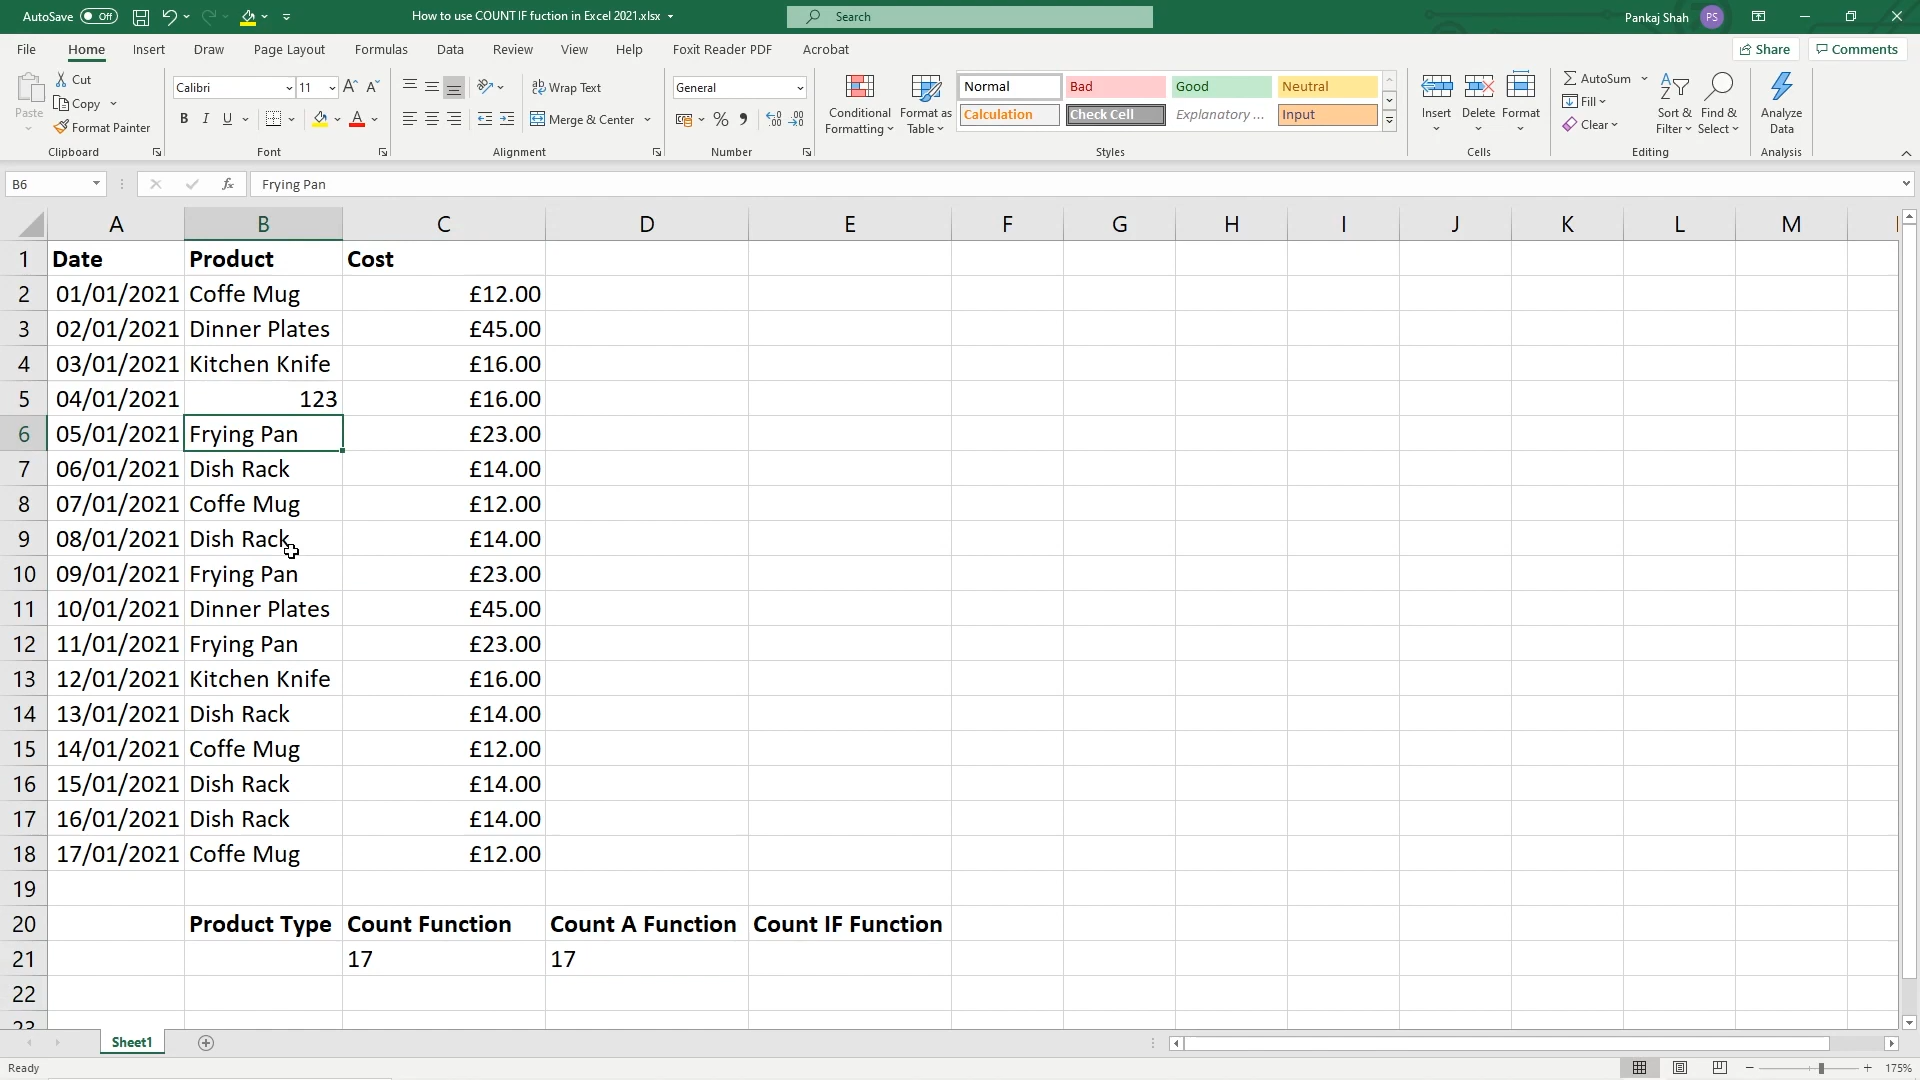 AutoSave Off How to use COUNT IF fuction in Excel 2021.xlsx Search Pankaj Shah PS
File Home Insert Draw Page Layout Formulas Data Review View Help Foxit Reader PDF Acrobat Share Comments
Paste
Cut
Copy
Format Painter
Clipboard
Calibri 11
B I U
Font
Wrap Text
Merge & Center
Alignment
General
Number
Conditional Formatting
Format as Table
Normal Bad Good Neutral
Calculation Check Cell Explanatory ... Input
Styles
Insert Delete Format
Cells
AutoSum
Fill
Clear
Sort & Filter
Find & Select
Editing
Analyze Data
Analysis
B6 fx Frying Pan
A B C D E F G H I J K L M
1 Date Product Cost
2 01/01/2021 Coffe Mug £12.00
3 02/01/2021 Dinner Plates £45.00
4 03/01/2021 Kitchen Knife £16.00
5 04/01/2021 123 £16.00
6 05/01/2021 Frying Pan £23.00
7 06/01/2021 Dish Rack £14.00
8 07/01/2021 Coffe Mug £12.00
9 08/01/2021 Dish Rack £14.00
10 09/01/2021 Frying Pan £23.00
11 10/01/2021 Dinner Plates £45.00
12 11/01/2021 Frying Pan £23.00
13 12/01/2021 Kitchen Knife £16.00
14 13/01/2021 Dish Rack £14.00
15 14/01/2021 Coffe Mug £12.00
16 15/01/2021 Dish Rack £14.00
17 16/01/2021 Dish Rack £14.00
18 17/01/2021 Coffe Mug £12.00
19
20 Product Type Count Function Count A Function Count IF Function
21 17 17
22
23
Sheet1
Ready 175%